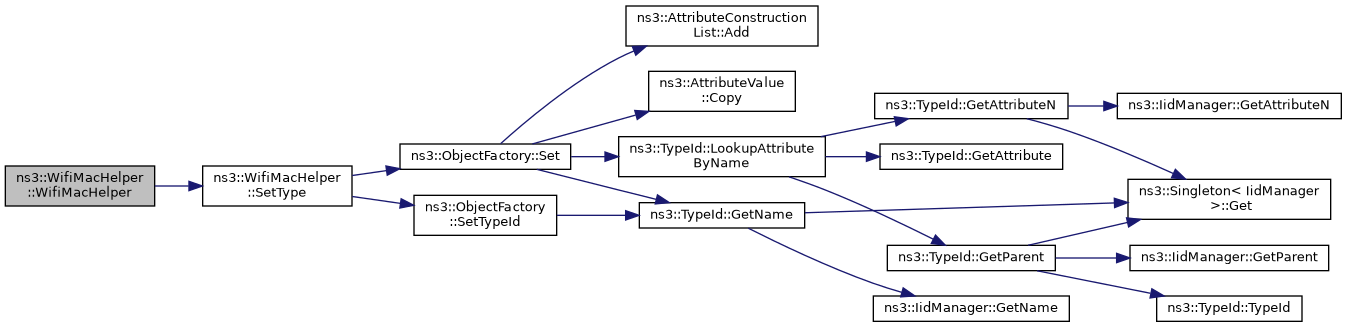 ns3::WifiMacHelper
::WifiMacHelper
ns3::WifiMacHelper
::SetType
ns3::ObjectFactory::Set
ns3::ObjectFactory
::SetTypeId
ns3::AttributeConstruction
List::Add
ns3::AttributeValue
::Copy
ns3::TypeId::LookupAttribute
ByName
ns3::TypeId::GetName
ns3::TypeId::GetAttributeN
ns3::TypeId::GetAttribute
ns3::TypeId::GetParent
ns3::IidManager::GetName
ns3::IidManager::GetAttributeN
ns3::Singleton< IidManager
>::Get
ns3::IidManager::GetParent
ns3::TypeId::TypeId